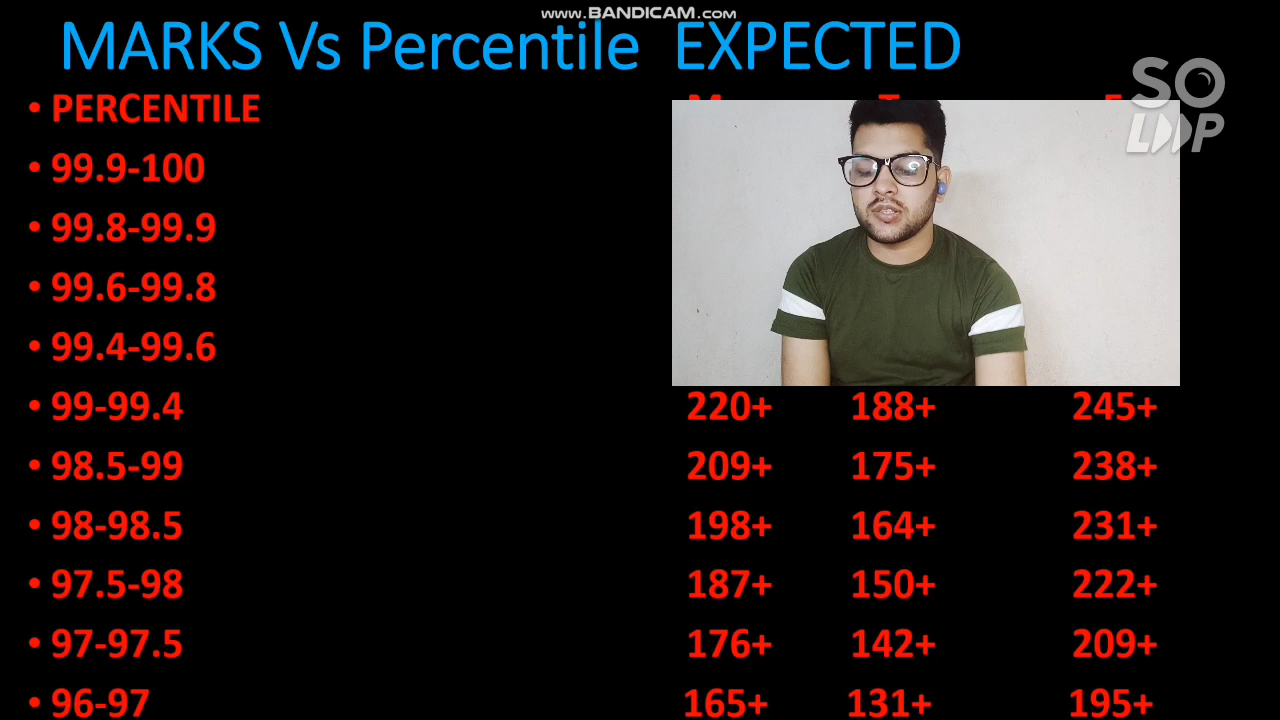 www.BANDICAM.com
MARKS Vs Percentile EXPECTED
SO
LOOP
• PERCENTILE
• 99.9-100
• 99.8-99.9
• 99.6-99.8
• 99.4-99.6
• 99-99.4 220+ 188+ 245+
• 98.5-99 209+ 175+ 238+
• 98-98.5 198+ 164+ 231+
• 97.5-98 187+ 150+ 222+
• 97-97.5 176+ 142+ 209+
• 96-97 165+ 131+ 195+